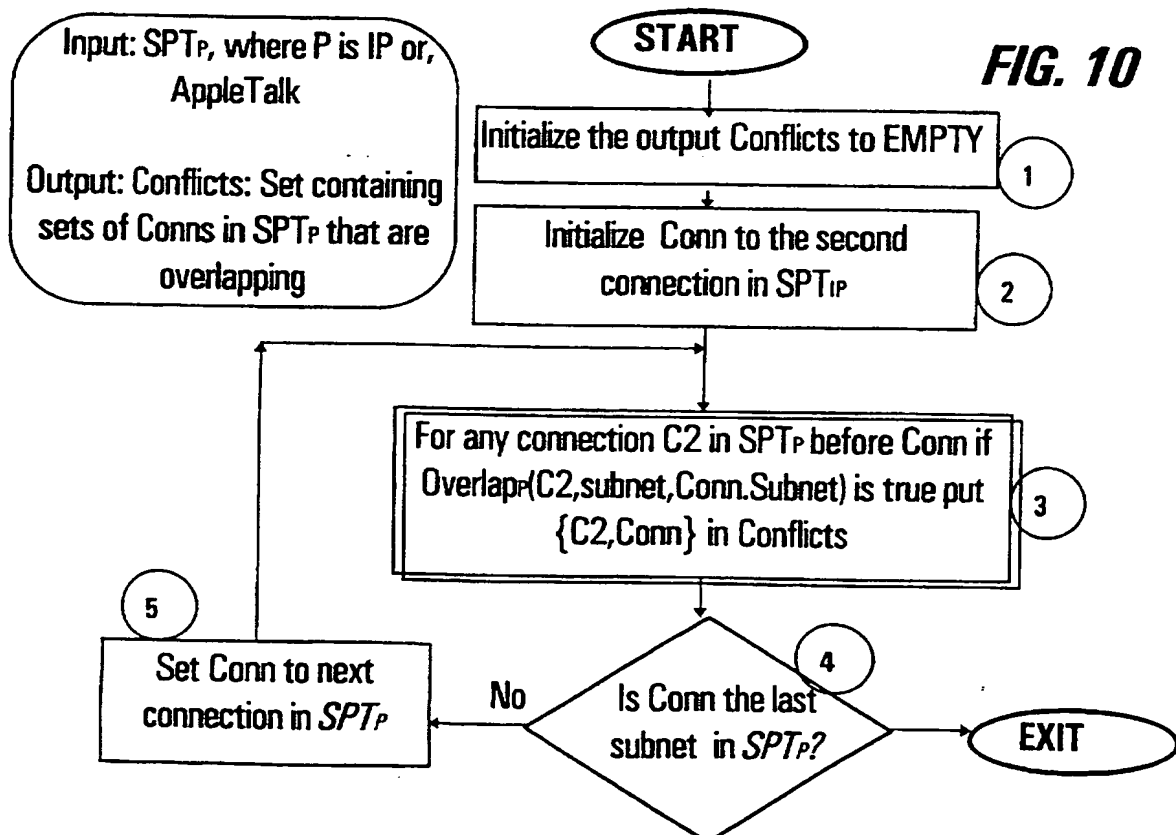 Input: SPTP, where P is IP or,
AppleTalk
Output: Conflicts: Set containing
sets of Conns in SPTP that are
overlapping
START
FIG. 10
Initialize the output Conflicts to EMPTY
1
Initialize Conn to the second
connection in SPTIP
2
For any connection C2 in SPTP before Conn if
OverlapP(C2,subnet,Conn.Subnet) is true put
{C2,Conn} in Conflicts
3
4
Is Conn the last
subnet in SPTP?
No
5
Set Conn to next
connection in SPTP
EXIT